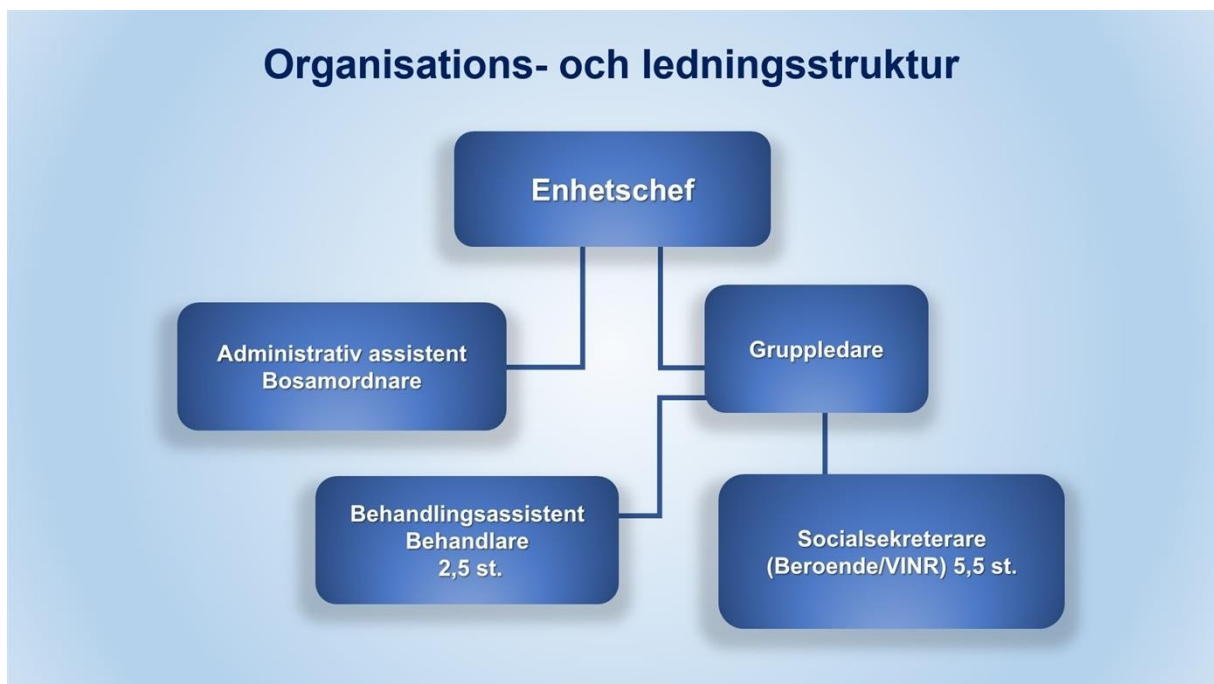 Organisations- och ledningsstruktur
Enhetschef
Administrativ assistent
Bosamordnare
Gruppledare
Behandlingsassistent
Behandlare
2,5 st.
Socialsekreterare
(Beroende/VINR) 5,5 st.